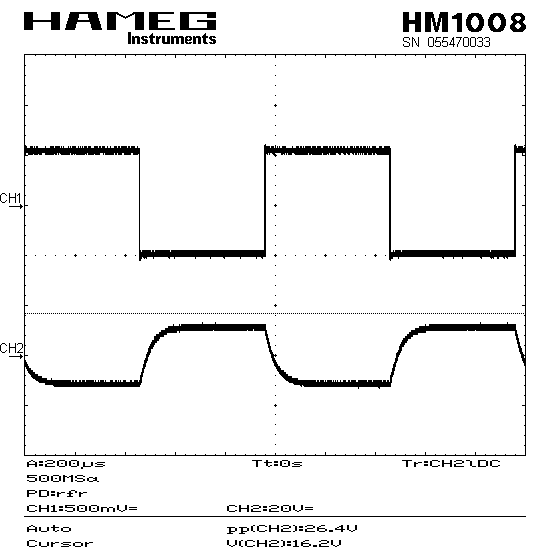 HAMEG
Instruments
HM1008
SN 055470033
CH1
CH2
A:200µs Tt:0s Tr:CH2⅂DC
500MSa
PD:rfr
CH1:500mV= CH2:20V=
Auto pp(CH2):26.4V
Cursor V(CH2):16.2V